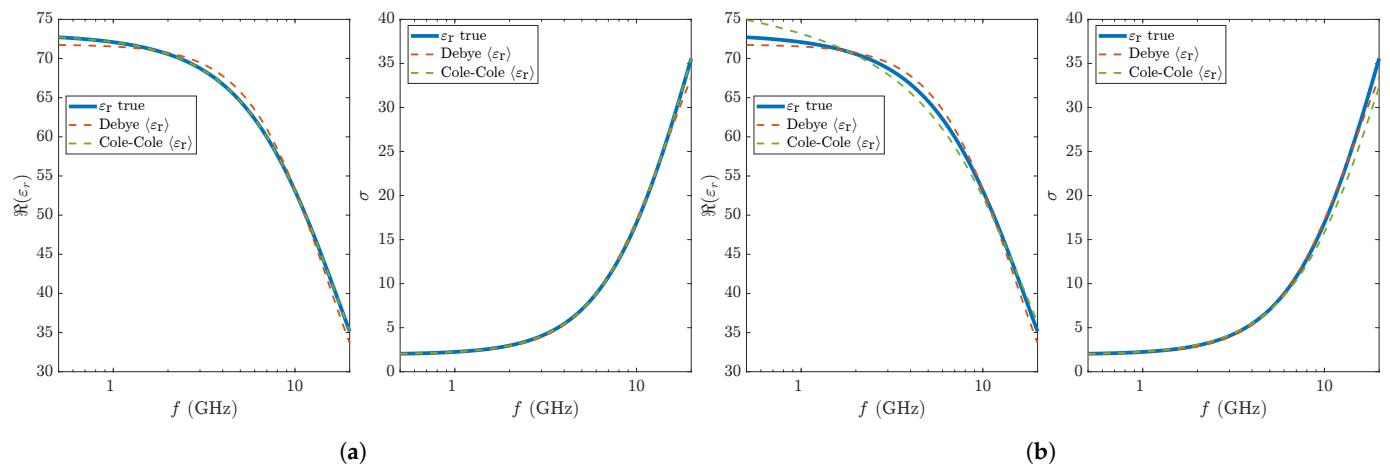 75
70
65
60
55
50
45
40
35
30
ℜ(εr)
εr true
Debye ⟨εr⟩
Cole-Cole ⟨εr⟩
1
10
f (GHz)
40
35
30
25
20
15
10
5
0
σ
εr true
Debye ⟨εr⟩
Cole-Cole ⟨εr⟩
1
10
f (GHz)
(a)
75
70
65
60
55
50
45
40
35
30
ℜ(εr)
εr true
Debye ⟨εr⟩
Cole-Cole ⟨εr⟩
1
10
f (GHz)
40
35
30
25
20
15
10
5
0
σ
εr true
Debye ⟨εr⟩
Cole-Cole ⟨εr⟩
1
10
f (GHz)
(b)